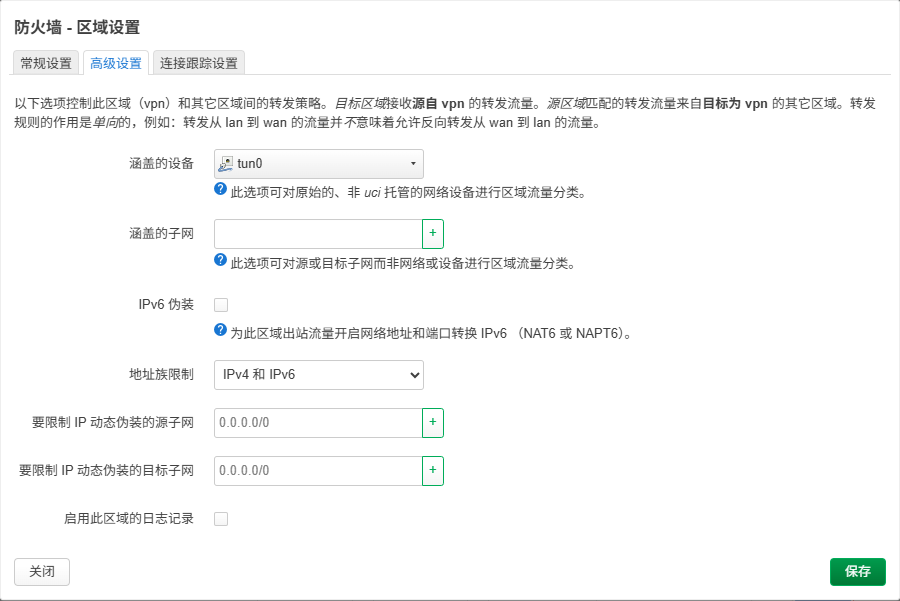 防火墙 - 区域设置
常规设置 高级设置 连接跟踪设置
以下选项控制此区域（vpn）和其它区域间的转发策略。目标区域接收源自 vpn 的转发流量。源区域匹配的转发流量来自目标为 vpn 的其它区域。转发
规则的作用是单向的，例如：转发从 lan 到 wan 的流量并不意味着允许反向转发从 wan 到 lan 的流量。
涵盖的设备 tun0
此选项可对原始的、非 uci 托管的网络设备进行区域流量分类。
涵盖的子网 +
此选项可对源或目标子网而非网络或设备进行区域流量分类。
IPv6 伪装
为此区域出站流量开启网络地址和端口转换 IPv6 （NAT6 或 NAPT6）。
地址族限制 IPv4 和 IPv6
要限制 IP 动态伪装的源子网 0.0.0.0/0 +
要限制 IP 动态伪装的目标子网 0.0.0.0/0 +
启用此区域的日志记录
关闭 保存